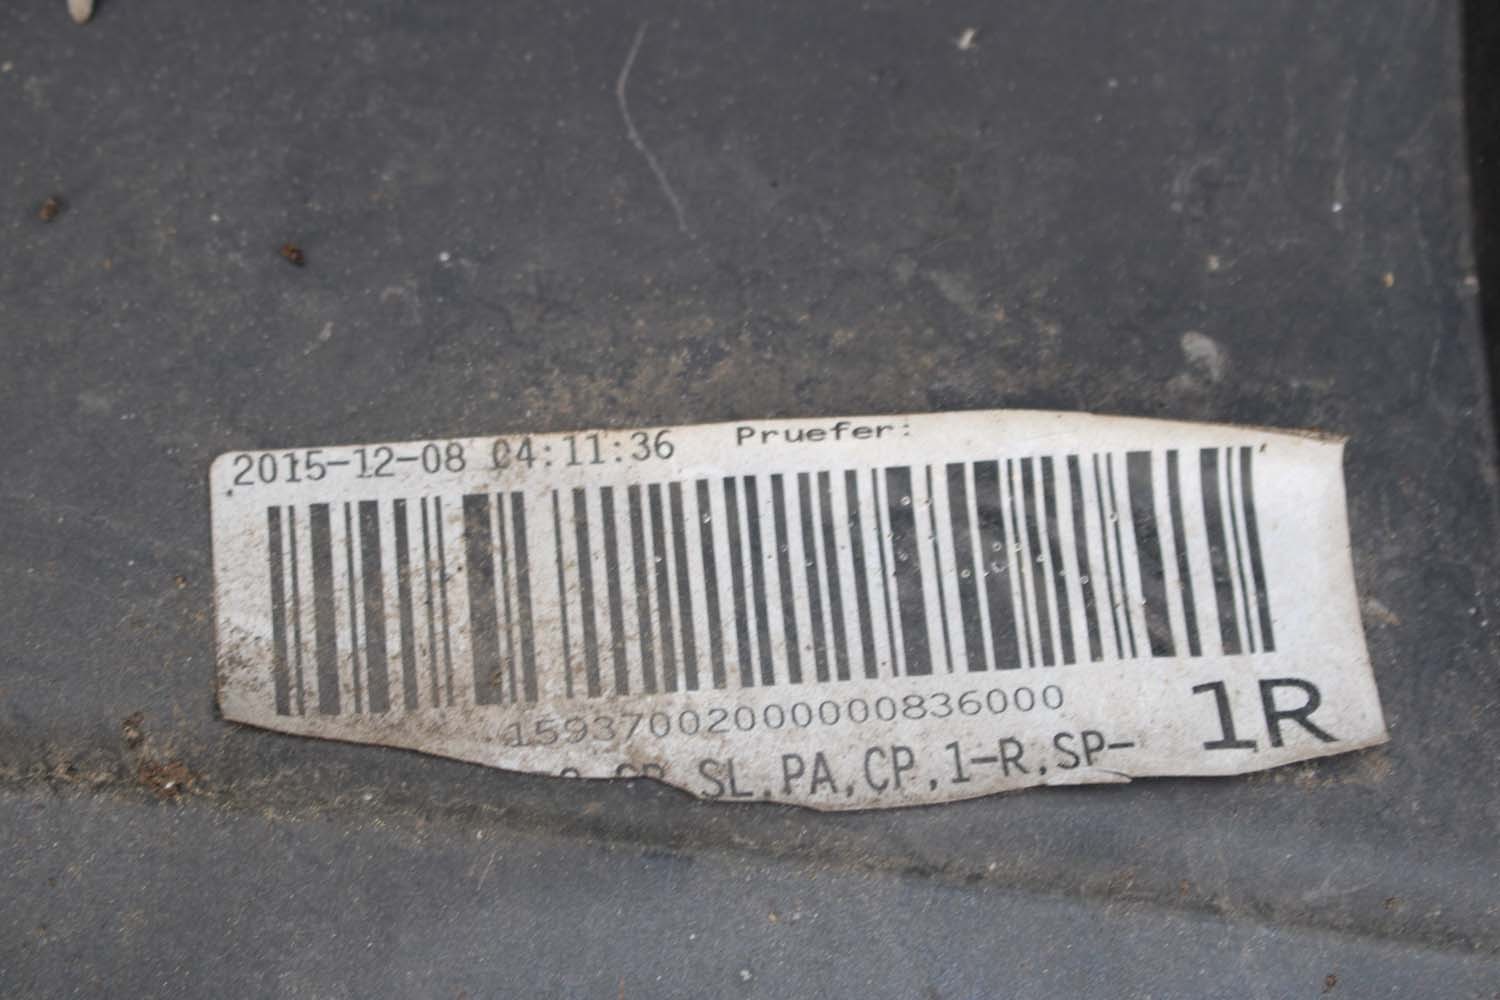 2015-12-08 04:11:36 Pruefer:
159370020000000836000
1R
SL,PA,CP,1-R,SP-